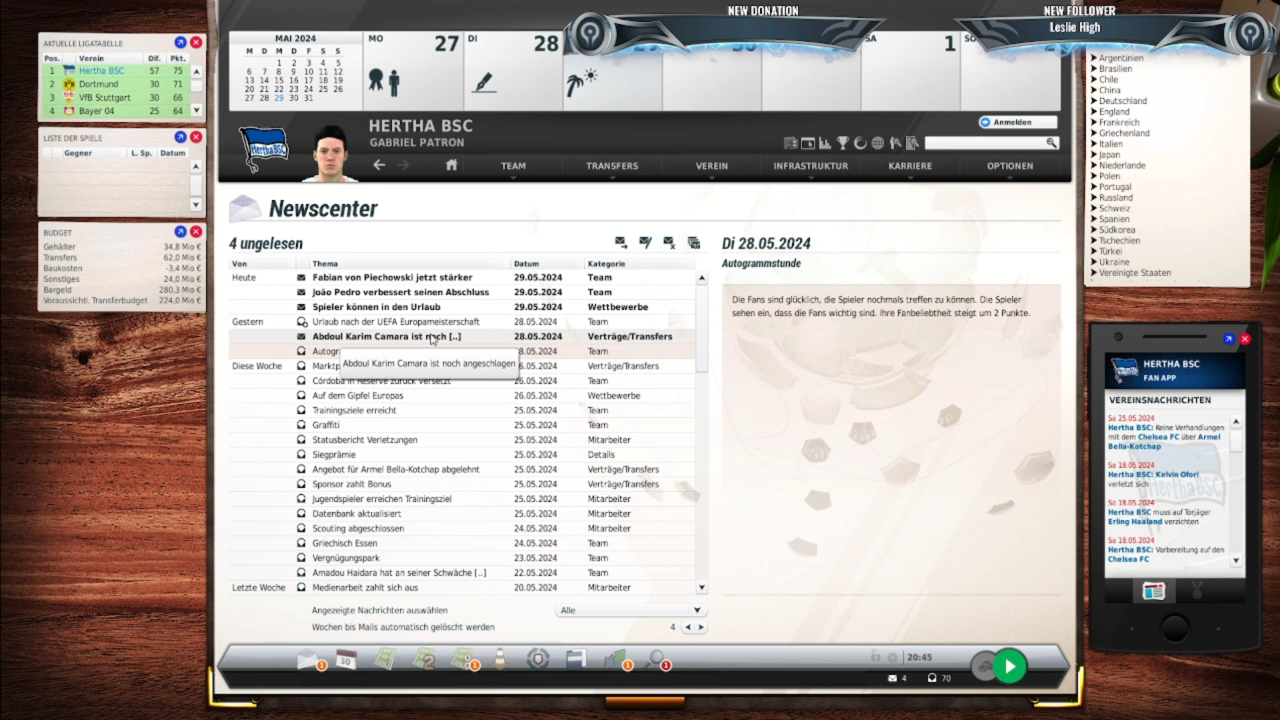 NEW DONATION
NEW FOLLOWER
Leslie High
AKTUELLE LIGATABELLE
Pos. Verein Dif. Pkt.
1 Hertha BSC 57 75
2 Dortmund 30 71
3 VfB Stuttgart 30 66
4 Bayer 04 25 64
LISTE DER SPIELE
Gegner L. Sp. Datum
BUDGET
Gehälter 34,8 Mio €
Transfers 62,0 Mio €
Baukosten -3,4 Mio €
Sonstiges 24,0 Mio €
Bargeld 280,3 Mio €
Voraussichtl. Transferbudget 224,0 Mio €
MAI 2024
M D M D F S S
1 2 3 4 5
6 7 8 9 10 11 12
13 14 15 16 17 18 19
20 21 22 23 24 25 26
27 28 29 30 31
MO 27
DI 28
SA 1
SO
HERTHA BSC
GABRIEL PATRON
Anmelden
TEAM TRANSFERS VEREIN INFRASTRUKTUR KARRIERE OPTIONEN
Newscenter
4 ungelesen
Von Thema Datum Kategorie
Heute Fabian von Piechowski jetzt stärker 29.05.2024 Team
João Pedro verbessert seinen Abschluss 29.05.2024 Team
Spieler können in den Urlaub 29.05.2024 Wettbewerbe
Gestern Urlaub nach der UEFA Europameisterschaft 28.05.2024 Team
Abdoul Karim Camara ist noch [..] 28.05.2024 Verträge/Transfers
Autogr 8.05.2024 Team
Abdoul Karim Camara ist noch angeschlagen
Diese Woche Marktp 6.05.2024 Verträge/Transfers
Córdoba in Reserve zurück versetzt 26.05.2024 Team
Auf dem Gipfel Europas 26.05.2024 Wettbewerbe
Trainingsziele erreicht 25.05.2024 Team
Graffiti 25.05.2024 Team
Statusbericht Verletzungen 25.05.2024 Mitarbeiter
Siegprämie 25.05.2024 Details
Angebot für Armel Bella-Kotchap abgelehnt 25.05.2024 Verträge/Transfers
Sponsor zahlt Bonus 25.05.2024 Verträge/Transfers
Jugendspieler erreichen Trainingsziel 25.05.2024 Mitarbeiter
Datenbank aktualisiert 25.05.2024 Mitarbeiter
Scouting abgeschlossen 24.05.2024 Mitarbeiter
Griechisch Essen 24.05.2024 Team
Vergnügungspark 23.05.2024 Team
Amadou Haidara hat an seiner Schwäche [..] 22.05.2024 Team
Letzte Woche Medienarbeit zahlt sich aus 20.05.2024 Mitarbeiter
Angezeigte Nachrichten auswählen Alle
Wochen bis Mails automatisch gelöscht werden 4
Di 28.05.2024
Autogrammstunde
Die Fans sind glücklich, die Spieler nochmals treffen zu können. Die Spieler
sehen ein, dass die Fans wichtig sind. Ihre Fanbeliebtheit steigt um 2 Punkte.
20:45
4 70
Argentinien
Brasilien
Chile
China
Deutschland
England
Frankreich
Griechenland
Italien
Japan
Niederlande
Polen
Portugal
Russland
Schweiz
Spanien
Südkorea
Tschechien
Türkei
Ukraine
Vereinigte Staaten
HERTHA BSC
FAN APP
VEREINSNACHRICHTEN
Sa 25.05.2024
Hertha BSC: Keine Verhandlungen
mit dem Chelsea FC über Armel
Bella-Kotchap
Sa 18.05.2024
Hertha BSC: Kelvin Ofori
verletzt sich
Sa 18.05.2024
Hertha BSC muss auf Torjäger
Erling Haaland verzichten
Sa 18.05.2024
Hertha BSC: Vorbereitung auf den
Chelsea FC